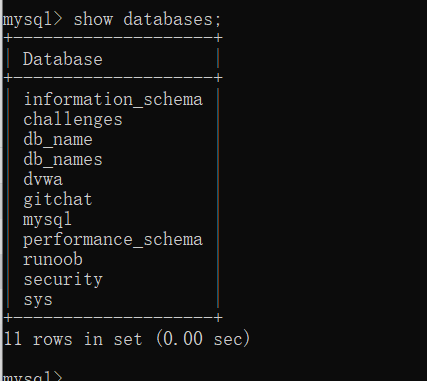 mysql> show databases;
+--------------------+
| Database           |
+--------------------+
| information_schema |
| challenges         |
| db_name            |
| db_names           |
| dvwa               |
| gitchat            |
| mysql              |
| performance_schema |
| runoob             |
| security           |
| sys                |
+--------------------+
11 rows in set (0.00 sec)
mysql>